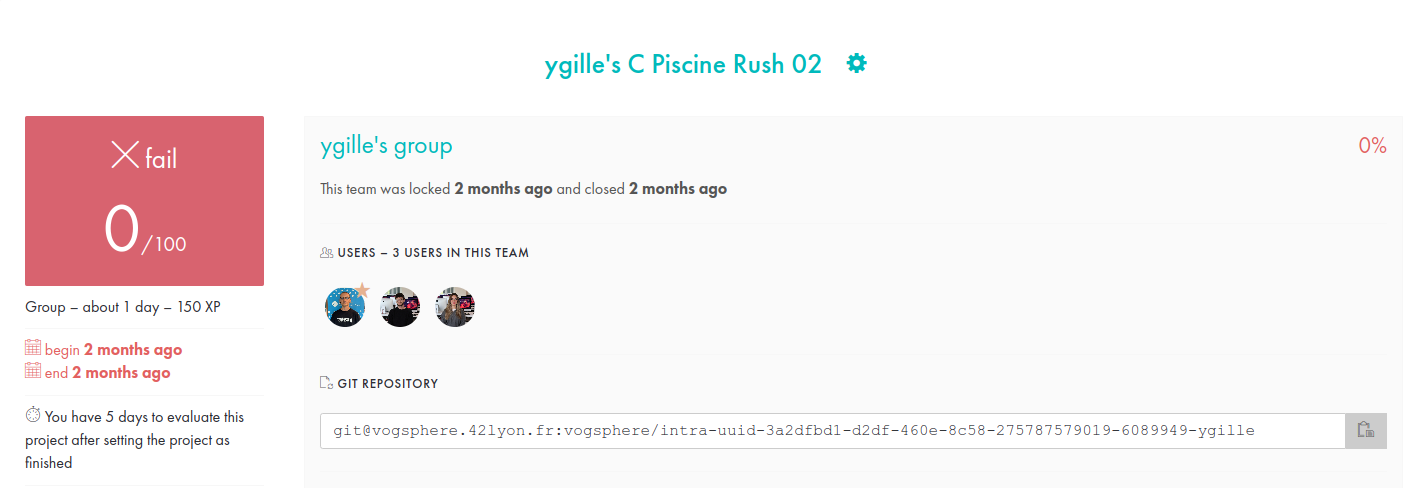 ygille's C Piscine Rush 02
fail
0/100
Group – about 1 day – 150 XP
begin 2 months ago
end 2 months ago
You have 5 days to evaluate this
project after setting the project as
finished
ygille's group
0%
This team was locked 2 months ago and closed 2 months ago
USERS – 3 USERS IN THIS TEAM
GIT REPOSITORY
git@vogsphere.42lyon.fr:vogsphere/intra-uuid-3a2dfbd1-d2df-460e-8c58-275787579019-6089949-ygille